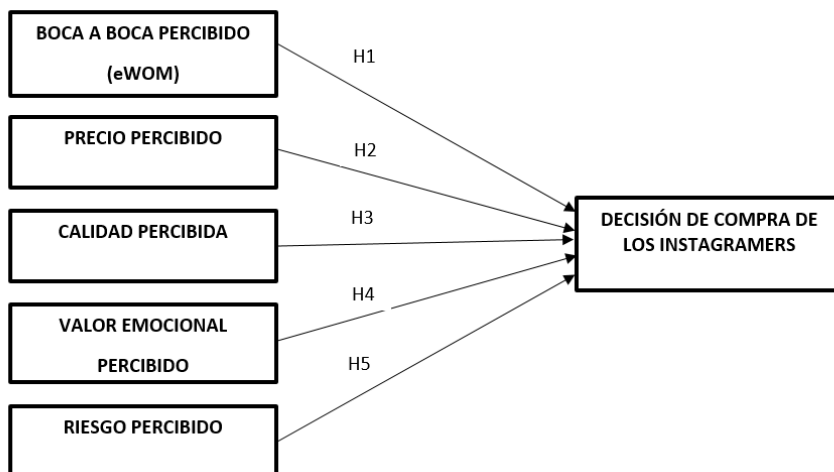 BOCA A BOCA PERCIBIDO
(eWOM)
H1
PRECIO PERCIBIDO
H2
CALIDAD PERCIBIDA
H3
DECISIÓN DE COMPRA DE
LOS INSTAGRAMERS
VALOR EMOCIONAL
PERCIBIDO
H4
RIESGO PERCIBIDO
H5